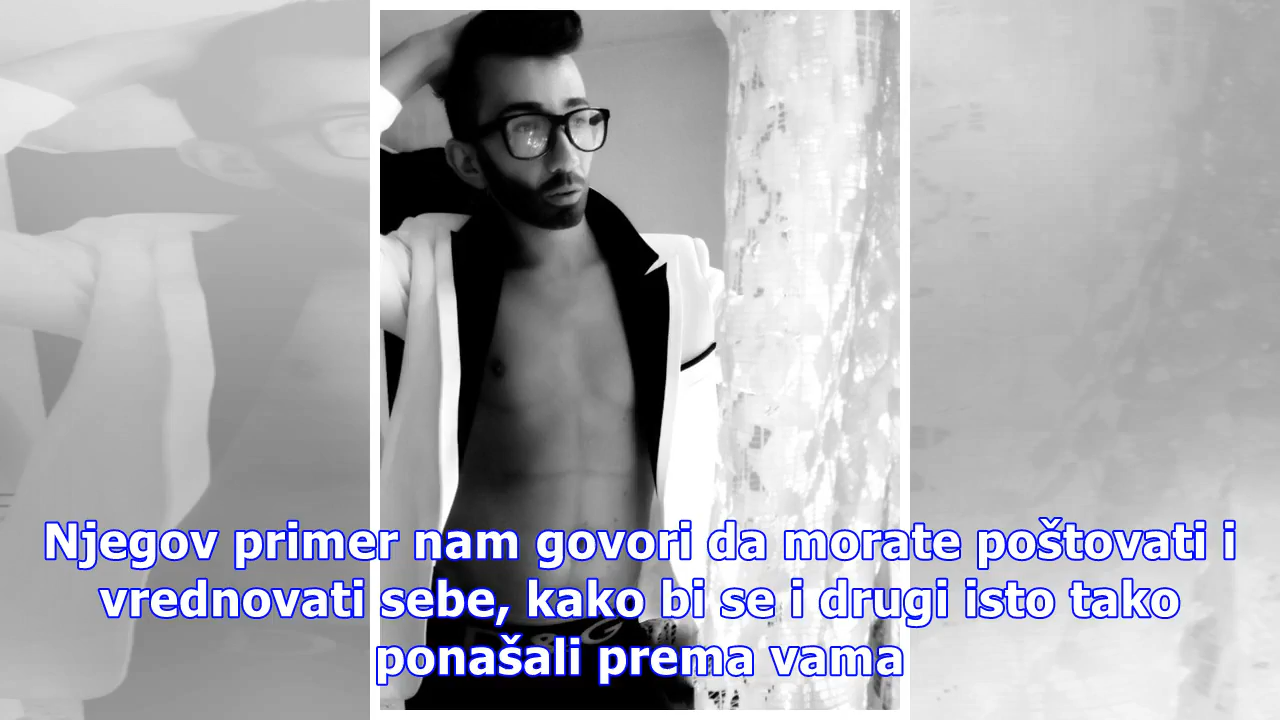 Njegov primer nam govori da morate poštovati i
vrednovati sebe, kako bi se i drugi isto tako
ponašali prema vama